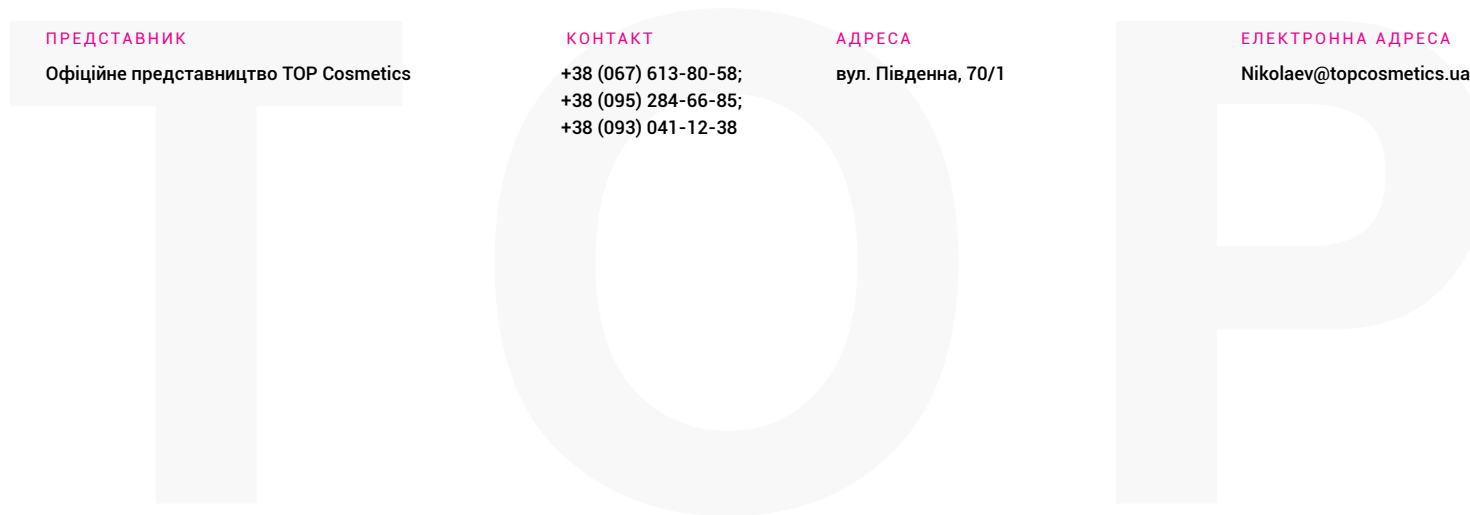 ПРЕДСТАВНИК
Офіційне представництво TOP Cosmetics
КОНТАКТ
+38 (067) 613-80-58;
+38 (095) 284-66-85;
+38 (093) 041-12-38
АДРЕСА
вул. Південна, 70/1
ЕЛЕКТРОННА АДРЕСА
Nikolaev@topcosmetics.ua
TOP